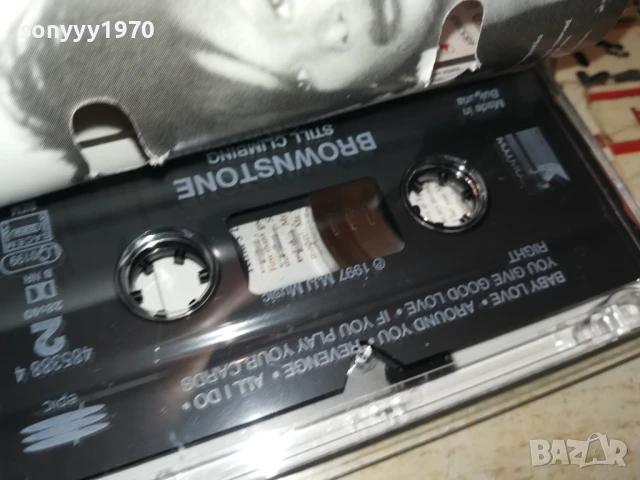 sonyyy1970
BROWNSTONE
STILL CLIMBING
Made in
Bulgaria
2
485388 4
epic
© 1997 MJJ Music
BABY LOVE • AROUND YOU • REVENGE • ALL I DO •
YOU GIVE GOOD LOVE • IF YOU PLAY YOUR CARDS
RIGHT
BAZAR